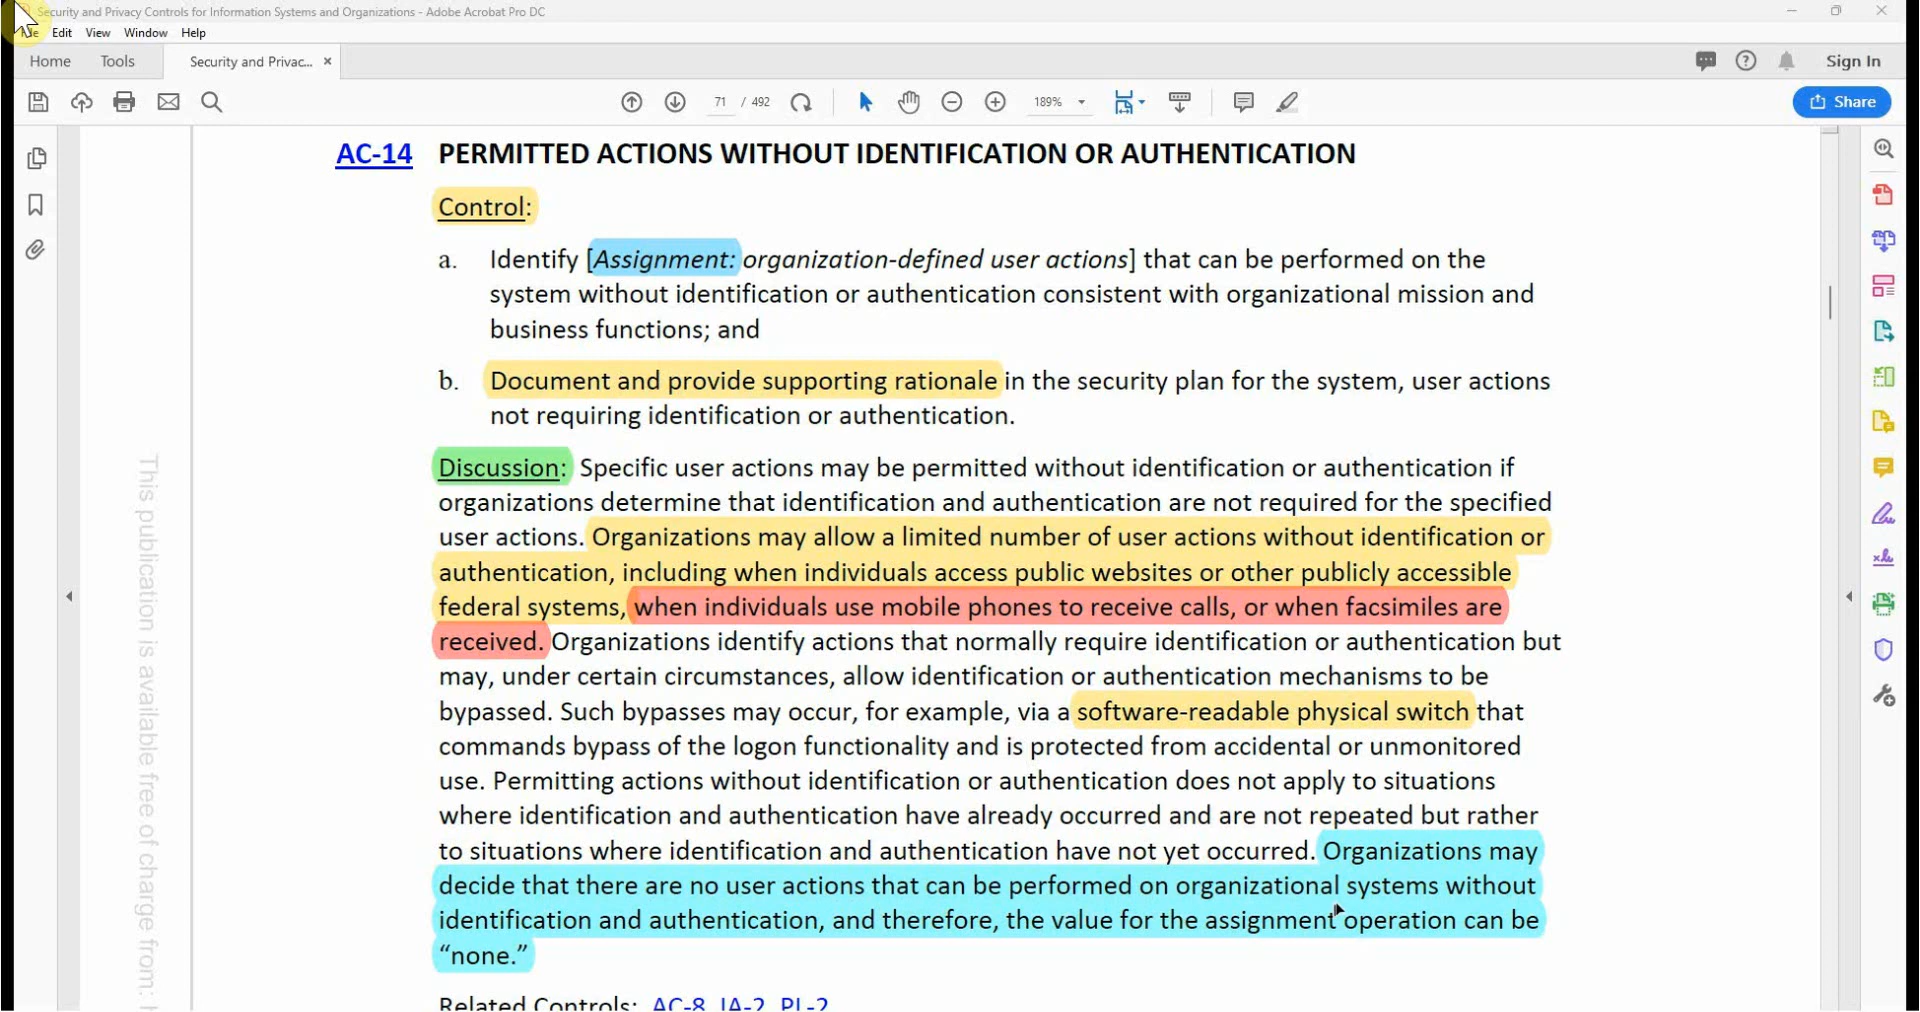 Security and Privacy Controls for Information Systems and Organizations - Adobe Acrobat Pro DC
File Edit View Window Help
Home Tools Security and Privac... × Sign In
71 / 492 189% Share
AC-14 PERMITTED ACTIONS WITHOUT IDENTIFICATION OR AUTHENTICATION
Control:
a. Identify [Assignment: organization-defined user actions] that can be performed on the
system without identification or authentication consistent with organizational mission and
business functions; and
b. Document and provide supporting rationale in the security plan for the system, user actions
not requiring identification or authentication.
Discussion: Specific user actions may be permitted without identification or authentication if
organizations determine that identification and authentication are not required for the specified
user actions. Organizations may allow a limited number of user actions without identification or
authentication, including when individuals access public websites or other publicly accessible
federal systems, when individuals use mobile phones to receive calls, or when facsimiles are
received. Organizations identify actions that normally require identification or authentication but
may, under certain circumstances, allow identification or authentication mechanisms to be
bypassed. Such bypasses may occur, for example, via a software-readable physical switch that
commands bypass of the logon functionality and is protected from accidental or unmonitored
use. Permitting actions without identification or authentication does not apply to situations
where identification and authentication have already occurred and are not repeated but rather
to situations where identification and authentication have not yet occurred. Organizations may
decide that there are no user actions that can be performed on organizational systems without
identification and authentication, and therefore, the value for the assignment operation can be
“none.”
Related Controls: AC-8, IA-2, PL-2
This publication is available free of charge from: